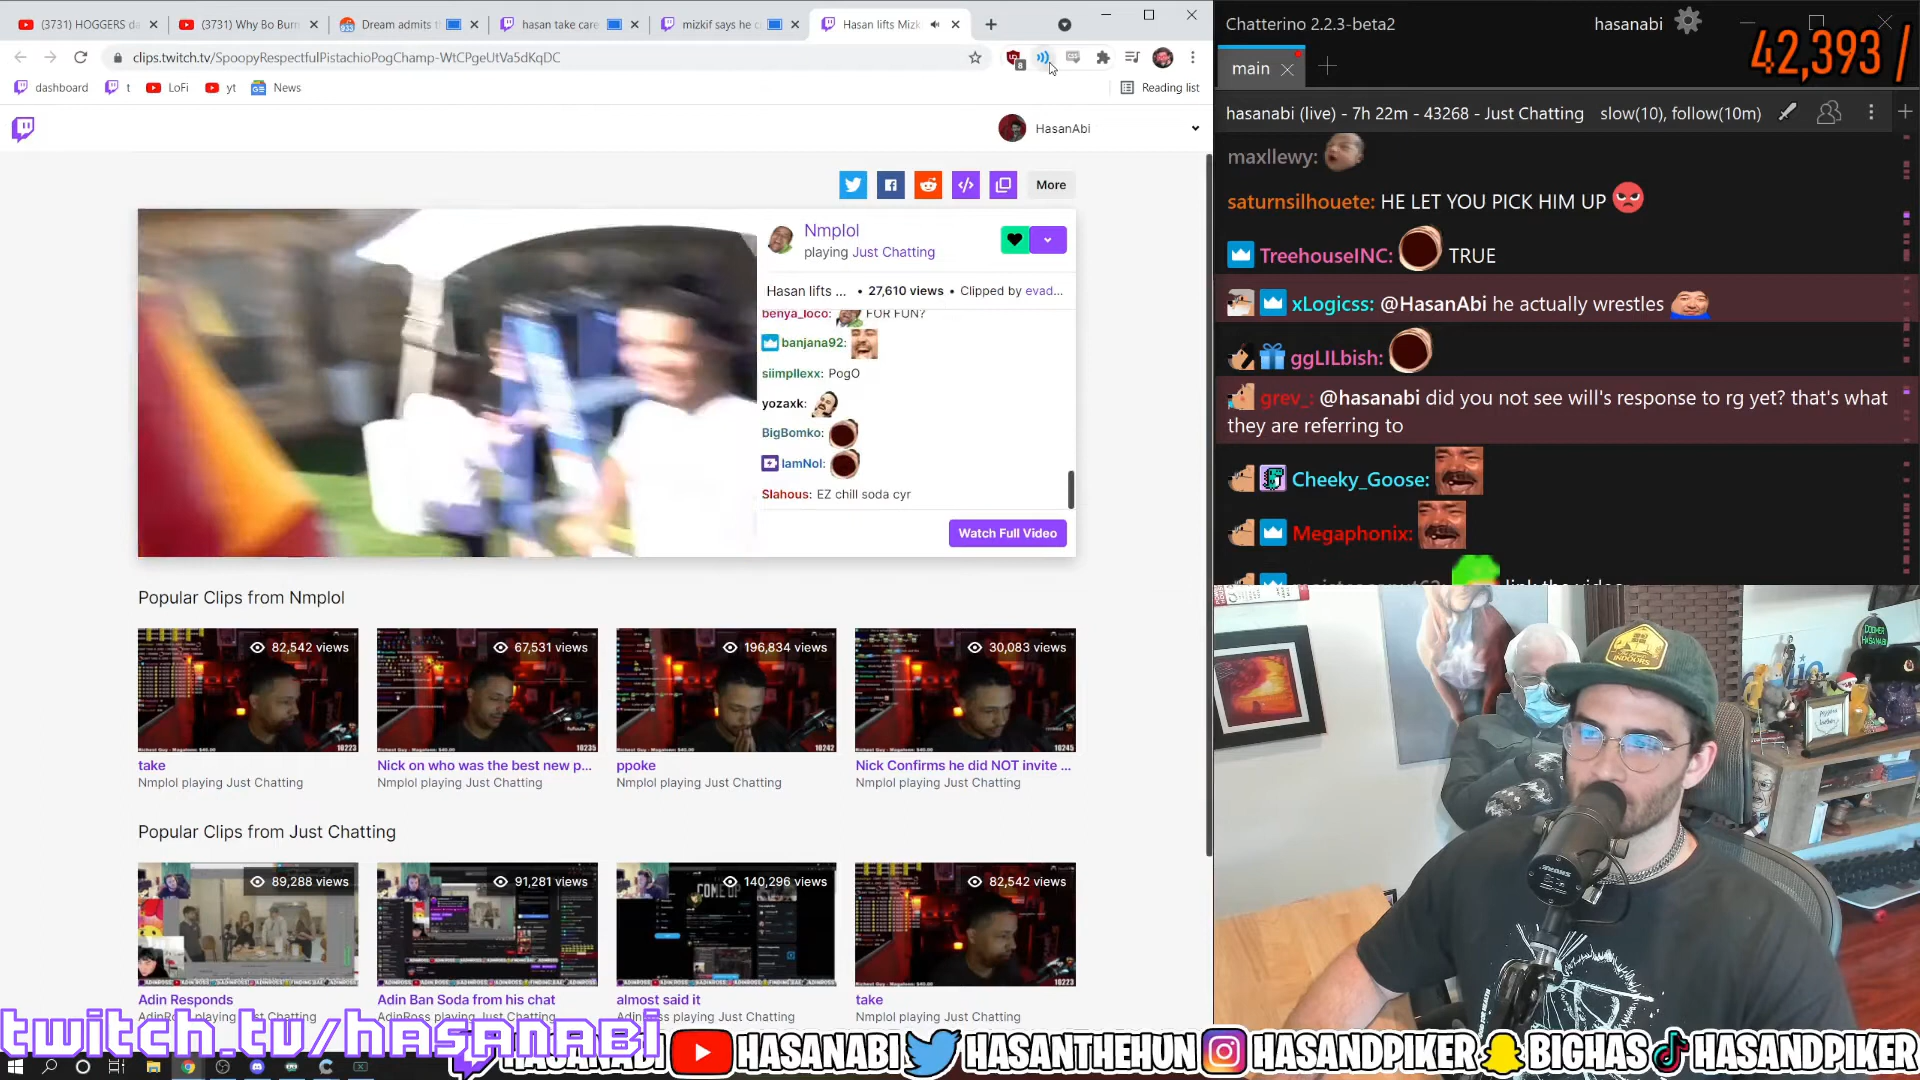 (3731) HOGGERS da
(3731) Why Bo Burn
Dream admits t
hasan take care
mizkif says he c
Hasan lifts Mizk
clips.twitch.tv/SpoopyRespectfulPistachioPogChamp-WtCPgeUtVa5dKqDC
8
dashboard
t
LoFi
yt
News
Reading list
HasanAbi
More
Nmplol
playing Just Chatting
Hasan lifts ... • 27,610 views • Clipped by evad...
benya_loco: FOR FUN?
banjana92:
siimpllexx: PogO
yozaxk:
BigBomko:
IamNol:
Slahous: EZ chill soda cyr
Watch Full Video
Popular Clips from Nmplol
82,542 views
67,531 views
196,834 views
30,083 views
take
Nick on who was the best new p...
ppoke
Nick Confirms he did NOT invite ...
Nmplol playing Just Chatting
Nmplol playing Just Chatting
Nmplol playing Just Chatting
Nmplol playing Just Chatting
Popular Clips from Just Chatting
89,288 views
91,281 views
140,296 views
82,542 views
Adin Responds
Adin Ban Soda from his chat
almost said it
take
Nmplol playing Just Chatting
Chatterino 2.2.3-beta2
hasanabi
42,393 /
main
hasanabi (live) - 7h 22m - 43268 - Just Chatting
slow(10), follow(10m)
maxllewy:
saturnsilhouete: HE LET YOU PICK HIM UP
TreehouseINC: TRUE
xLogicss: @HasanAbi he actually wrestles
ggLILbish:
grev_: @hasanabi did you not see will's response to rg yet? that's what
they are referring to
Cheeky_Goose:
Megaphonix:
link the video
INDOORS
twitch.tv/HASANABI
HASANABI
HASANABI
HASANTHEHUN
HASANDPIKER
BIGHAS
HASANDPIKER